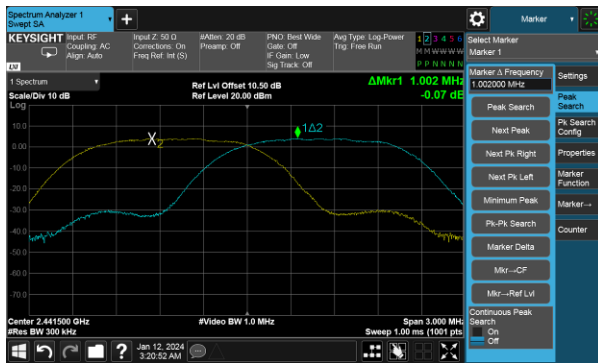 Spectrum Analyzer 1
Swept SA
Marker
KEYSIGHT
Input: RF
Coupling: AC
Align: Auto
Input Z: 50 Ω
Corrections: On
Freq Ref: Int (S)
#Atten: 20 dB
Preamp: Off
PNO: Best Wide
Gate: Off
IF Gain: Low
Sig Track: Off
Avg Type: Log-Power
Trig: Free Run
1 2 3 4 5 6
M M W W W W
P P N N N N
Select Marker
Marker 1
1 Spectrum
Scale/Div 10 dB
Ref Lvl Offset 10.50 dB
Ref Level 20.00 dBm
ΔMkr1 1.002 MHz
-0.07 dB
Log
10.0
0.00
-10.0
-20.0
-30.0
-40.0
-50.0
-60.0
-70.0
X2
1Δ2
Center 2.441500 GHz
#Res BW 300 kHz
#Video BW 1.0 MHz
Span 3.000 MHz
Sweep 1.00 ms (1001 pts
Marker Δ Frequency
1.002000 MHz
Peak Search
Next Peak
Next Pk Right
Next Pk Left
Minimum Peak
Pk-Pk Search
Marker Delta
Mkr→CF
Mkr→Ref Lvl
Continuous Peak
Search
On
Off
Settings
Peak
Search
Pk Search
Config
Properties
Marker
Function
Marker→
Counter
Jan 12, 2024
3:20:52 AM